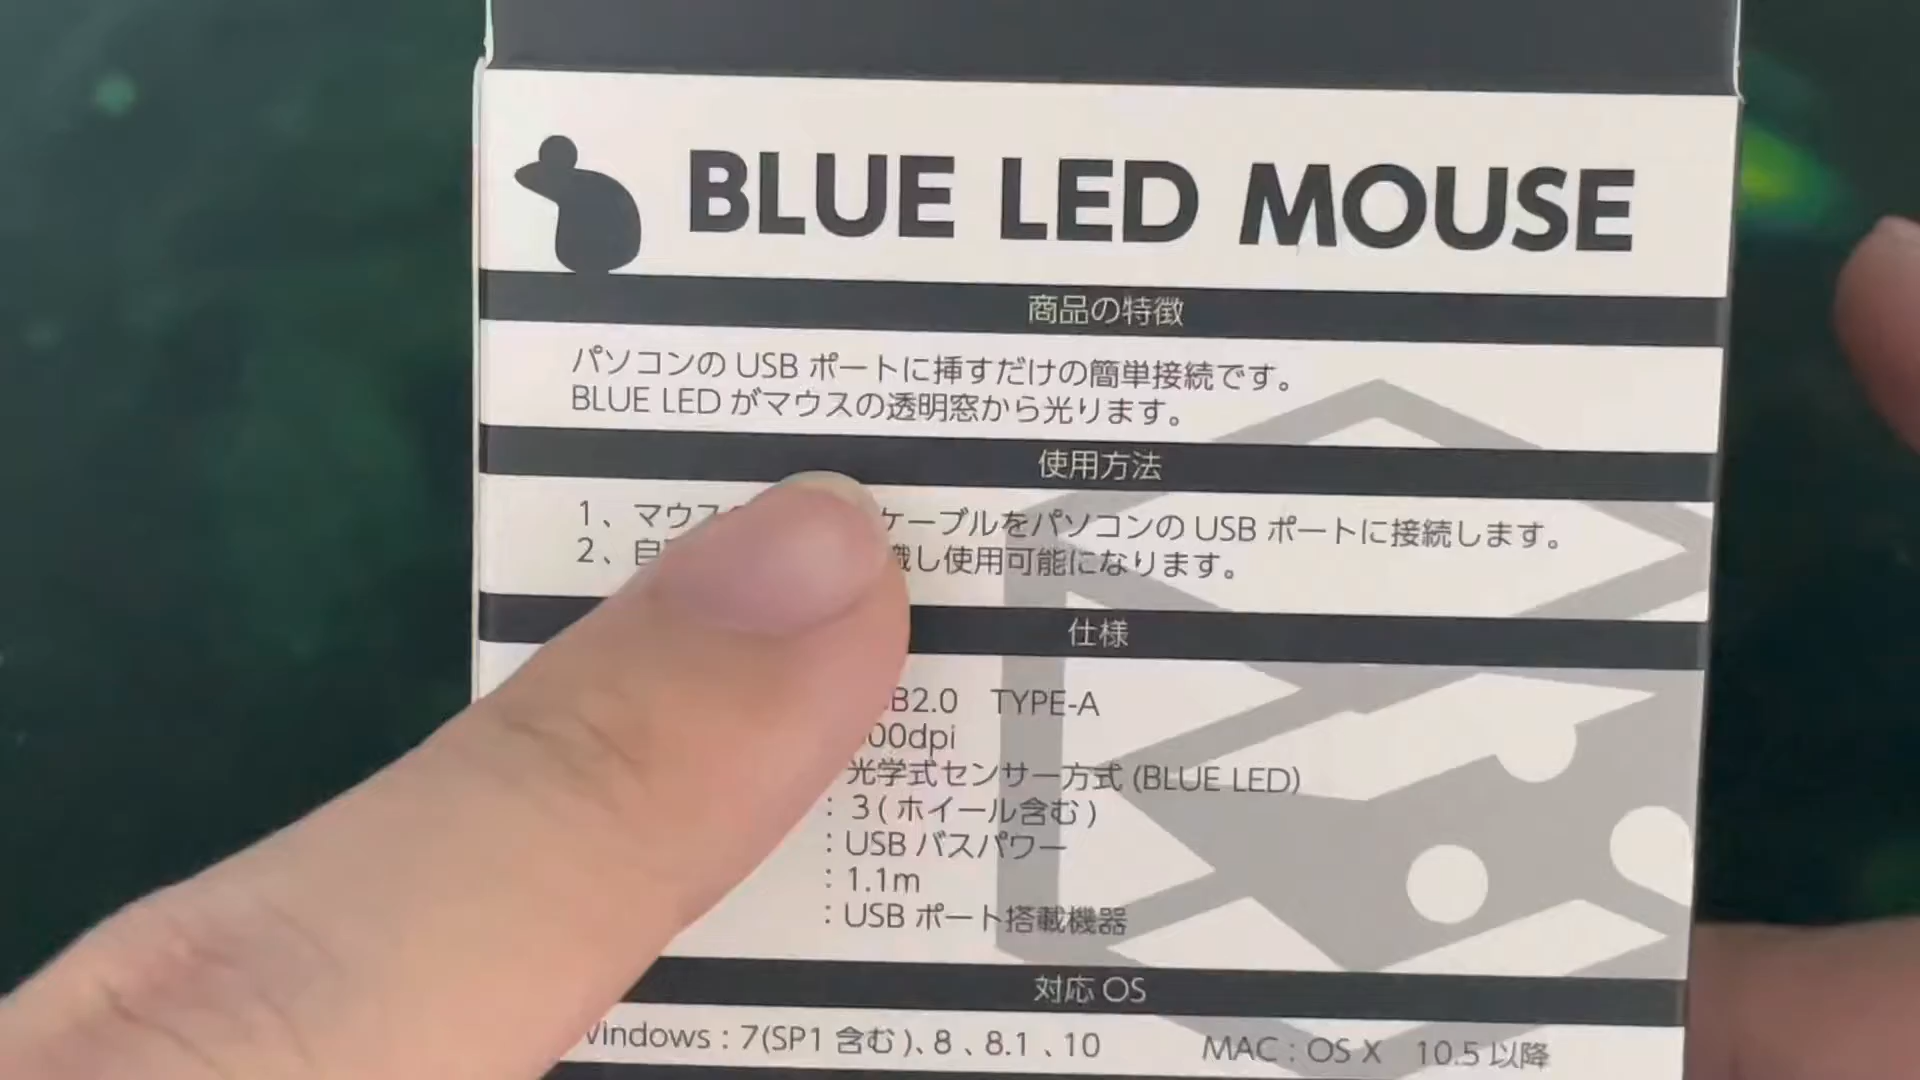 BLUE LED MOUSE
商品の特徴
パソコンの USB ポートに挿すだけの簡単接続です。
BLUE LED がマウスの透明窓から光ります。
使用方法
1、マウス ケーブルをパソコンの USB ポートに接続します。
2、自 識し使用可能になります。
仕様
B2.0 TYPE-A
00dpi
光学式センサー方式 (BLUE LED)
: 3 ( ホイール含む )
: USB バスパワー
: 1.1m
: USB ポート搭載機器
対応 OS
Windows : 7(SP1 含む)、8 、8.1 、10 MAC : OS X 10.5 以降